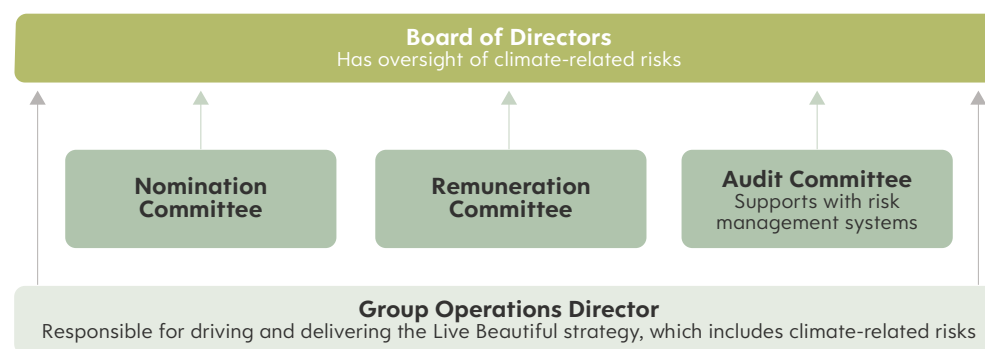 Board of Directors
Has oversight of climate-related risks
Nomination
Committee
Remuneration
Committee
Audit Committee
Supports with risk
management systems
Group Operations Director
Responsible for driving and delivering the Live Beautiful strategy, which includes climate-related risks